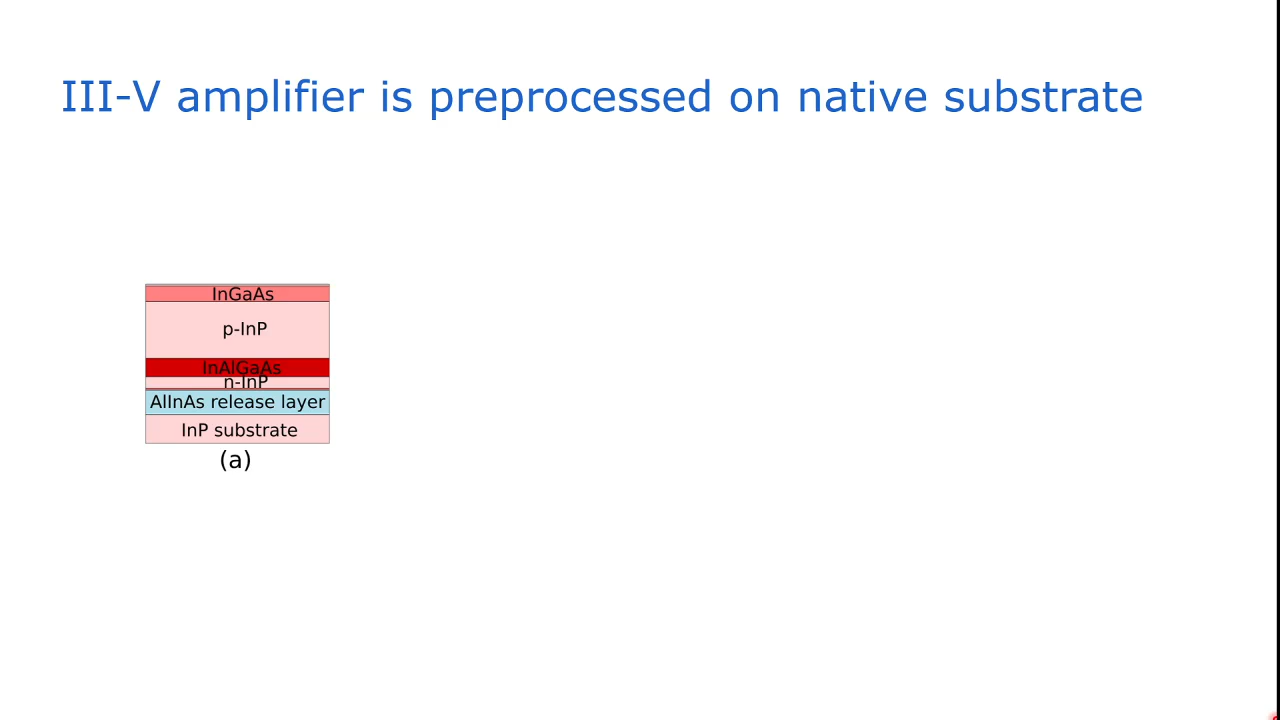 III-V amplifier is preprocessed on native substrate
InGaAs
p-InP
InAlGaAs
n-InP
AlInAs release layer
InP substrate
(a)